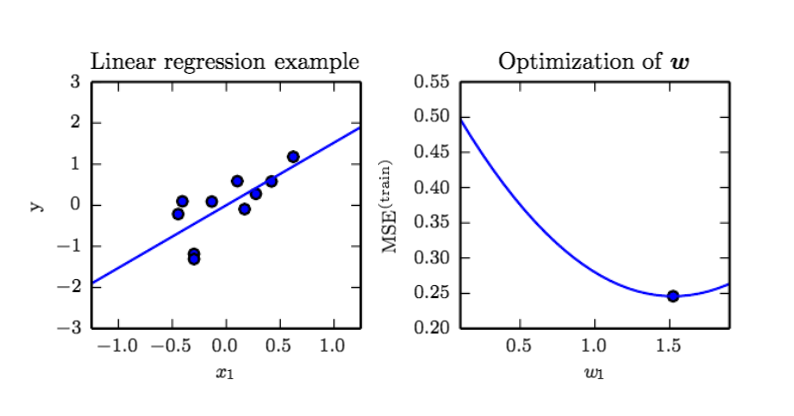 Linear regression example
3
2
1
0
−1
−2
−3
y
−1.0 −0.5 0.0 0.5 1.0
x₁
Optimization of w
0.55
0.50
0.45
0.40
0.35
0.30
0.25
0.20
MSE(train)
0.5 1.0 1.5
w₁